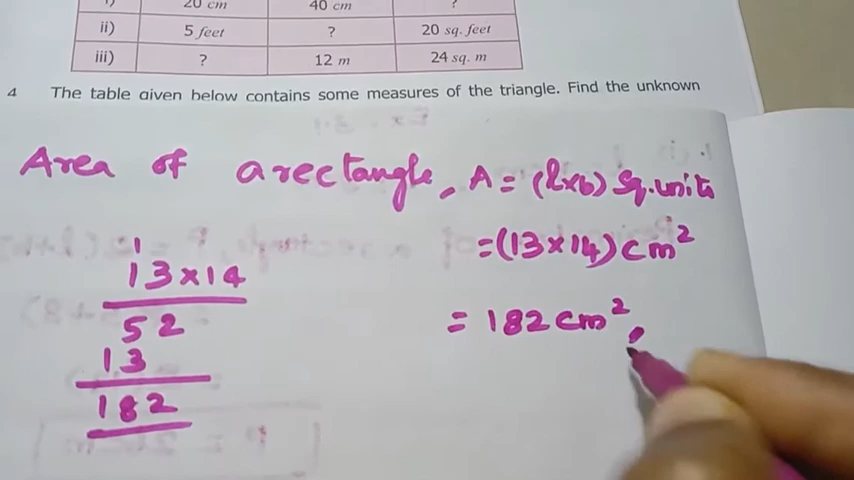 i) 20 cm 40 cm ?
ii) 5 feet ? 20 sq. feet
iii) ? 12 m 24 sq. m
4 The table given below contains some measures of the triangle. Find the unknown
Area of a rectangle, A = (l×b) Sq.units
= (13×14) cm²
= 182 cm²,
1
13×14
52
13
182